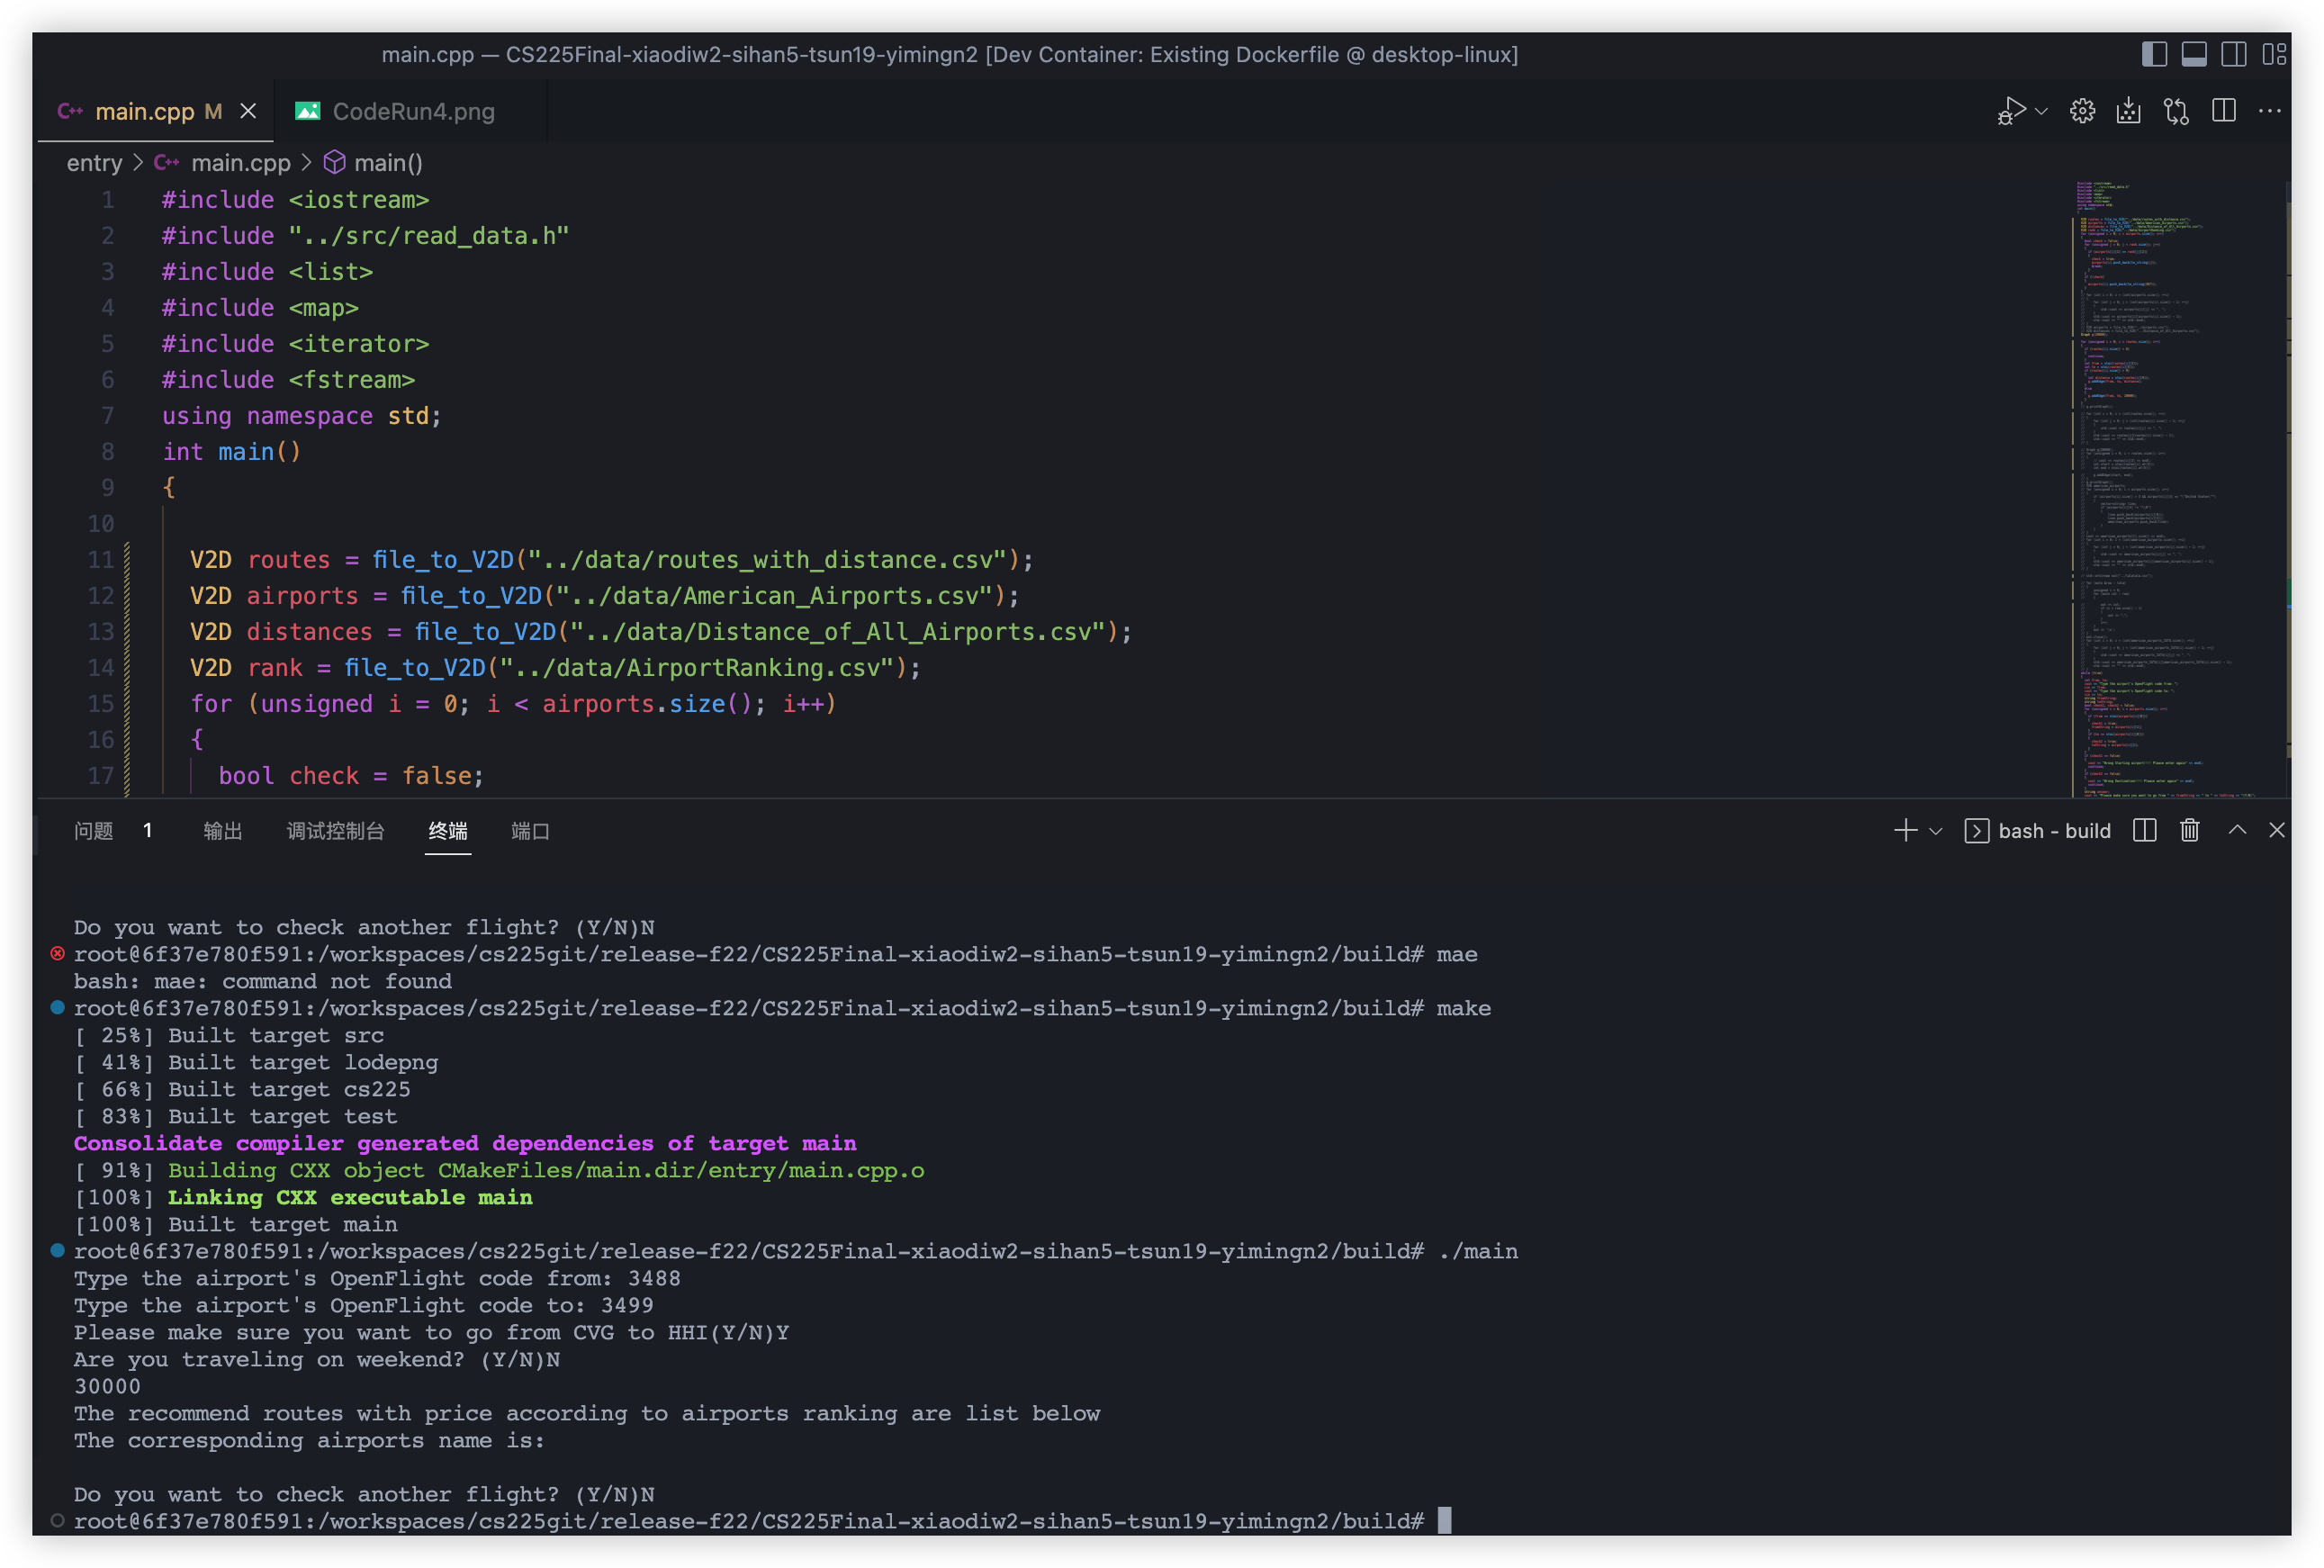 main.cpp — CS225Final-xiaodiw2-sihan5-tsun19-yimingn2 [Dev Container: Existing Dockerfile @ desktop-linux]
C++ main.cpp M CodeRun4.png
entry > C++ main.cpp > main()
1 #include <iostream>
2 #include "../src/read_data.h"
3 #include <list>
4 #include <map>
5 #include <iterator>
6 #include <fstream>
7 using namespace std;
8 int main()
9 {
10
11 V2D routes = file_to_V2D("../data/routes_with_distance.csv");
12 V2D airports = file_to_V2D("../data/American_Airports.csv");
13 V2D distances = file_to_V2D("../data/Distance_of_All_Airports.csv");
14 V2D rank = file_to_V2D("../data/AirportRanking.csv");
15 for (unsigned i = 0; i < airports.size(); i++)
16 {
17 bool check = false;
问题 1 输出 调试控制台 终端 端口 bash - build
Do you want to check another flight? (Y/N)N
root@6f37e780f591:/workspaces/cs225git/release-f22/CS225Final-xiaodiw2-sihan5-tsun19-yimingn2/build# mae
bash: mae: command not found
root@6f37e780f591:/workspaces/cs225git/release-f22/CS225Final-xiaodiw2-sihan5-tsun19-yimingn2/build# make
[ 25%] Built target src
[ 41%] Built target lodepng
[ 66%] Built target cs225
[ 83%] Built target test
Consolidate compiler generated dependencies of target main
[ 91%] Building CXX object CMakeFiles/main.dir/entry/main.cpp.o
[100%] Linking CXX executable main
[100%] Built target main
root@6f37e780f591:/workspaces/cs225git/release-f22/CS225Final-xiaodiw2-sihan5-tsun19-yimingn2/build# ./main
Type the airport's OpenFlight code from: 3488
Type the airport's OpenFlight code to: 3499
Please make sure you want to go from CVG to HHI(Y/N)Y
Are you traveling on weekend? (Y/N)N
30000
The recommend routes with price according to airports ranking are list below
The corresponding airports name is:
Do you want to check another flight? (Y/N)N
root@6f37e780f591:/workspaces/cs225git/release-f22/CS225Final-xiaodiw2-sihan5-tsun19-yimingn2/build#